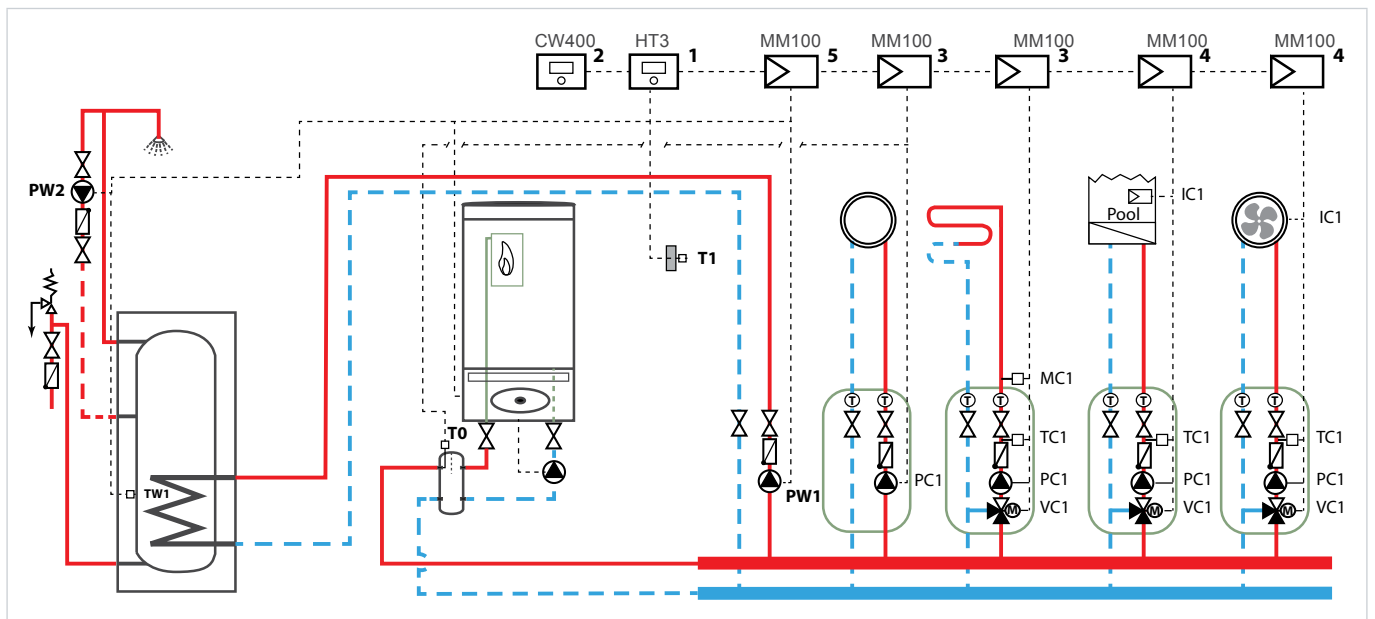 CW400 HT3 MM100 MM100 MM100 MM100 MM100
2 1 5 3 3 4 4
PW2
Pool
IC1 IC1
T1
MC1
T T T T T T T T
T0
TC1 TC1 TC1
TW1
PW1
PC1 PC1 PC1 PC1
M VC1 M VC1 M VC1